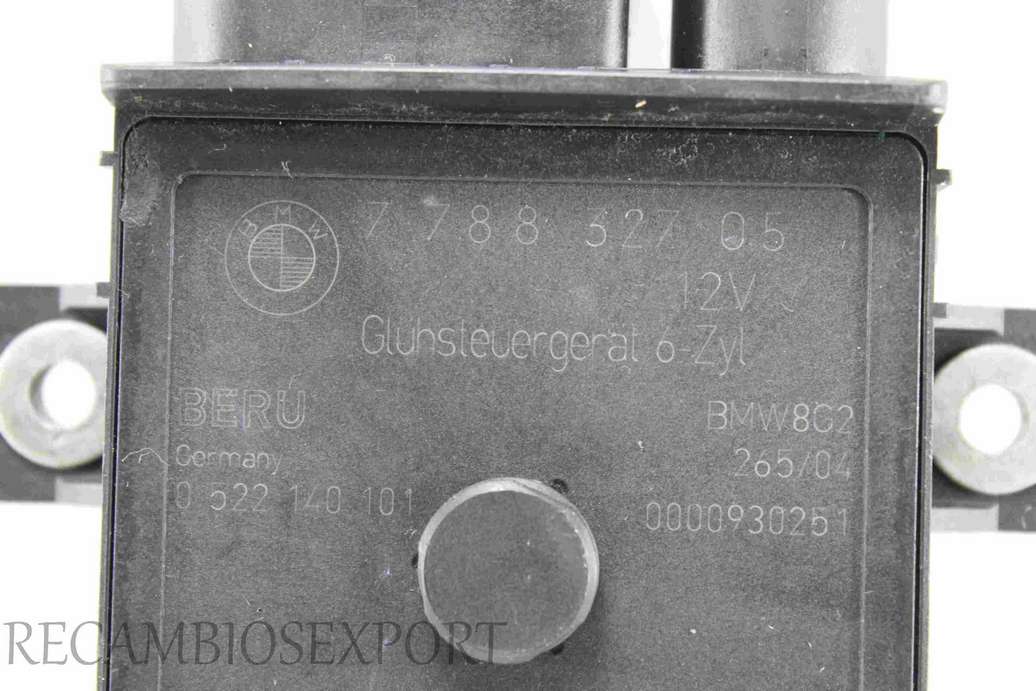 BMW
7 788 327 05
12V
Glühsteuergerät 6-Zyl
BERU
BMW8G2
Germany
265/04
0 522 140 101
0000930251
RECAMBIOSEXPORT